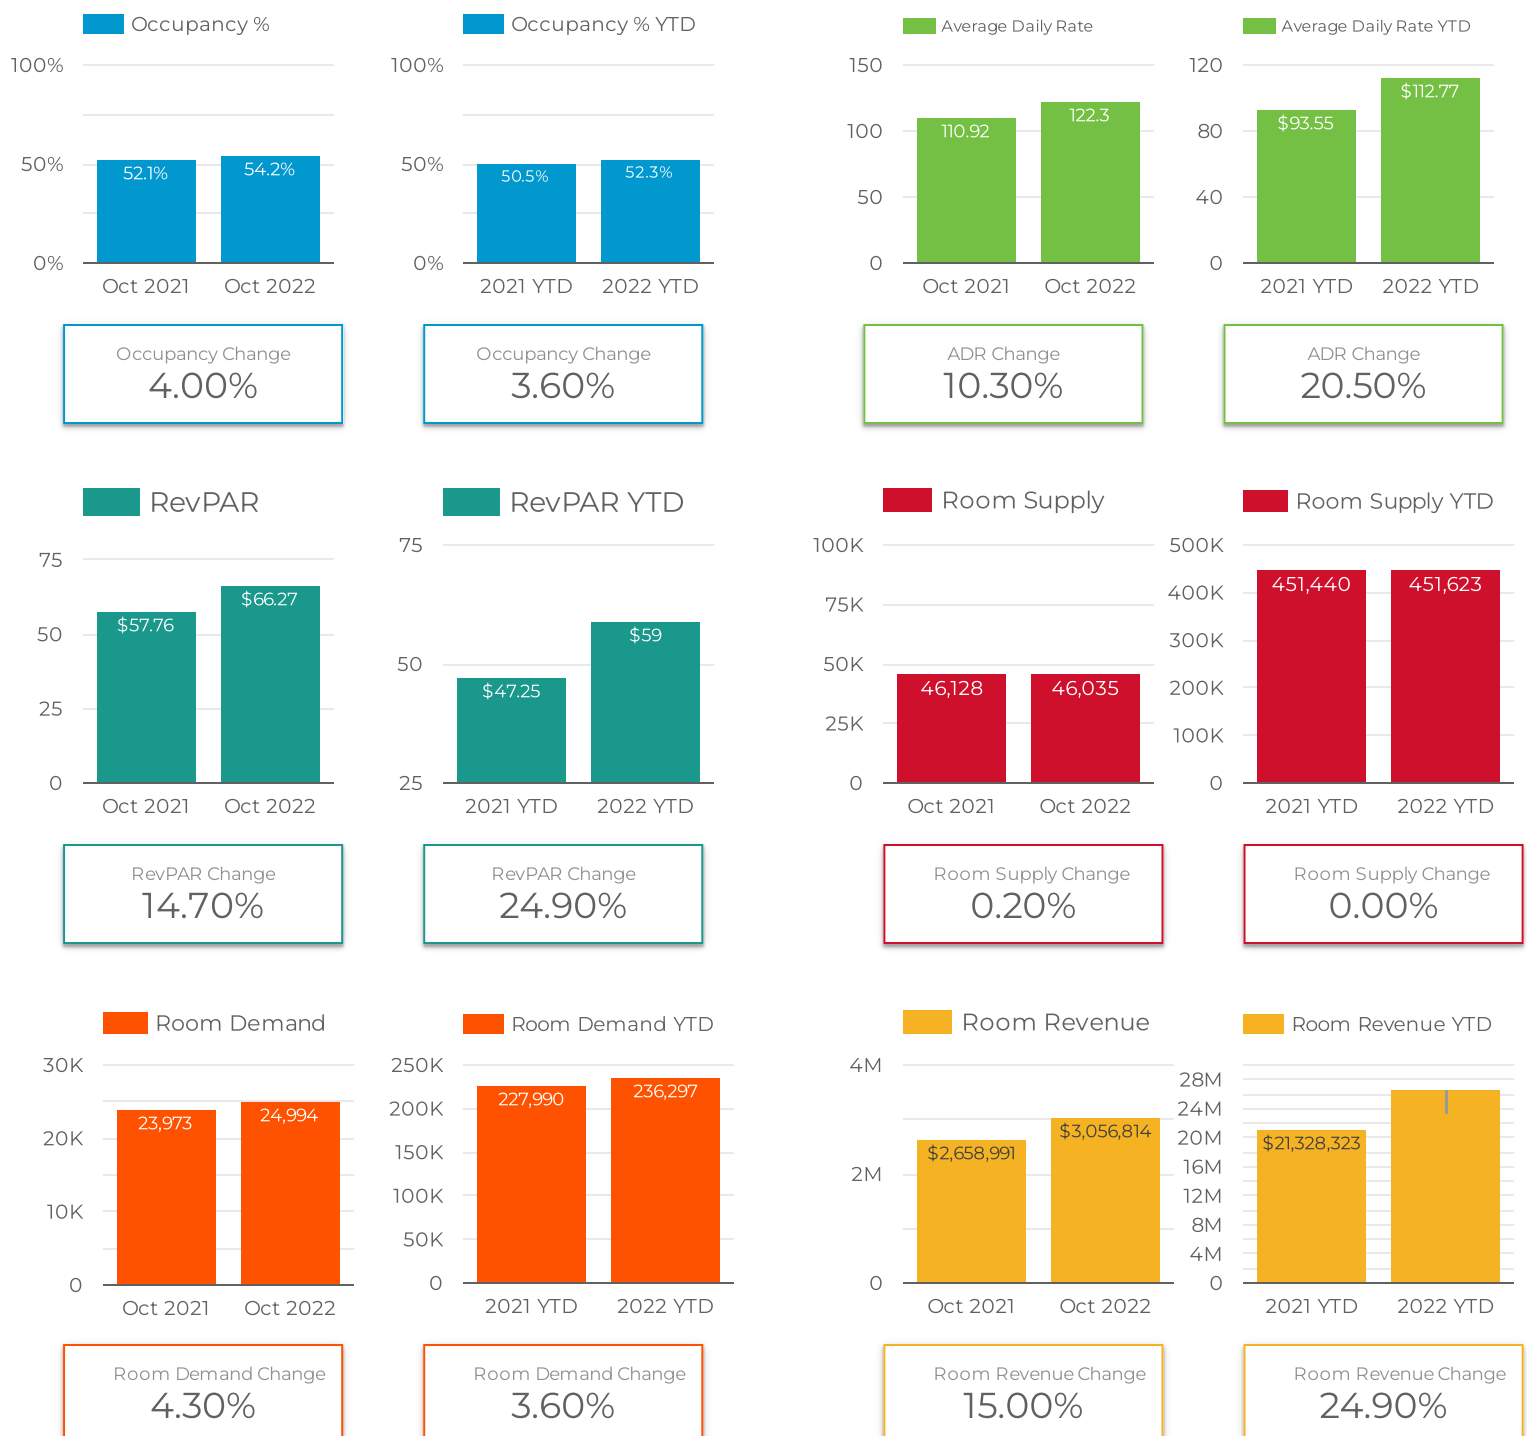 Occupancy %
100%
50%
0%
52.1%
54.2%
Oct 2021
Oct 2022
Occupancy Change
4.00%
Occupancy % YTD
100%
50%
0%
50.5%
52.3%
2021 YTD
2022 YTD
Occupancy Change
3.60%
Average Daily Rate
150
100
50
0
110.92
122.3
Oct 2021
Oct 2022
ADR Change
10.30%
Average Daily Rate YTD
120
80
40
0
$93.55
$112.77
2021 YTD
2022 YTD
ADR Change
20.50%
RevPAR
75
50
25
0
$57.76
$66.27
Oct 2021
Oct 2022
RevPAR Change
14.70%
RevPAR YTD
75
50
25
$47.25
$59
2021 YTD
2022 YTD
RevPAR Change
24.90%
Room Supply
100K
75K
50K
25K
0
46,128
46,035
Oct 2021
Oct 2022
Room Supply Change
0.20%
Room Supply YTD
500K
400K
300K
200K
100K
0
451,440
451,623
2021 YTD
2022 YTD
Room Supply Change
0.00%
Room Demand
30K
20K
10K
0
23,973
24,994
Oct 2021
Oct 2022
Room Demand Change
4.30%
Room Demand YTD
250K
200K
150K
100K
50K
0
227,990
236,297
2021 YTD
2022 YTD
Room Demand Change
3.60%
Room Revenue
4M
2M
0
$2,658,991
$3,056,814
Oct 2021
Oct 2022
Room Revenue Change
15.00%
Room Revenue YTD
28M
24M
20M
16M
12M
8M
4M
0
$21,328,323
2021 YTD
2022 YTD
Room Revenue Change
24.90%